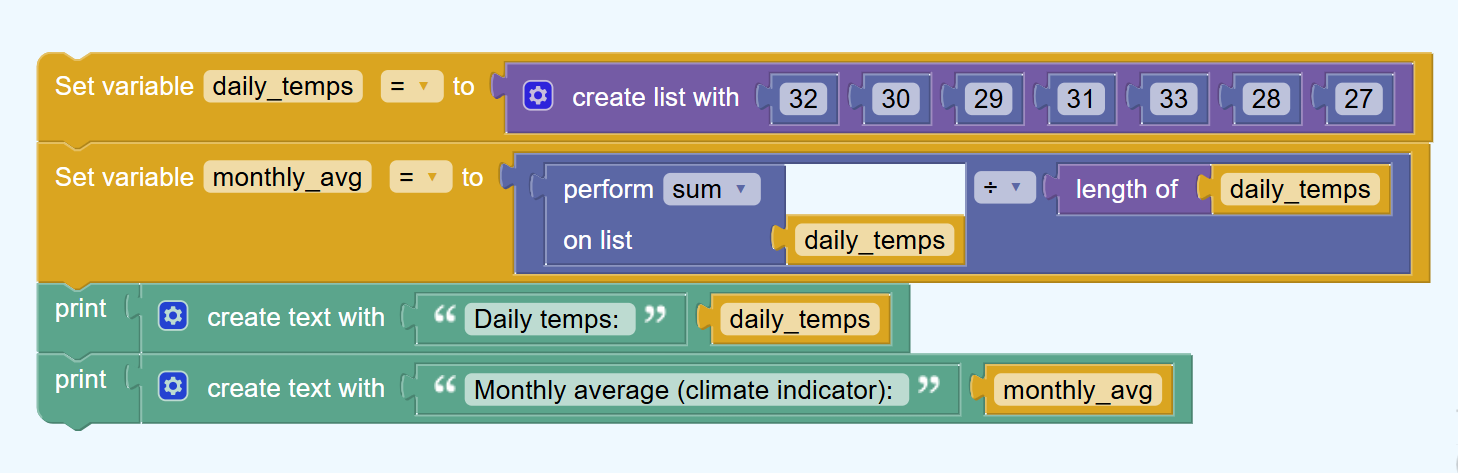 Set variable daily_temps = ▾ to create list with 32 30 29 31 33 28 27
Set variable monthly_avg = ▾ to perform sum ▾ ÷ ▾ length of daily_temps
on list daily_temps
print create text with “ Daily temps: ” daily_temps
print create text with “ Monthly average (climate indicator): ” monthly_avg